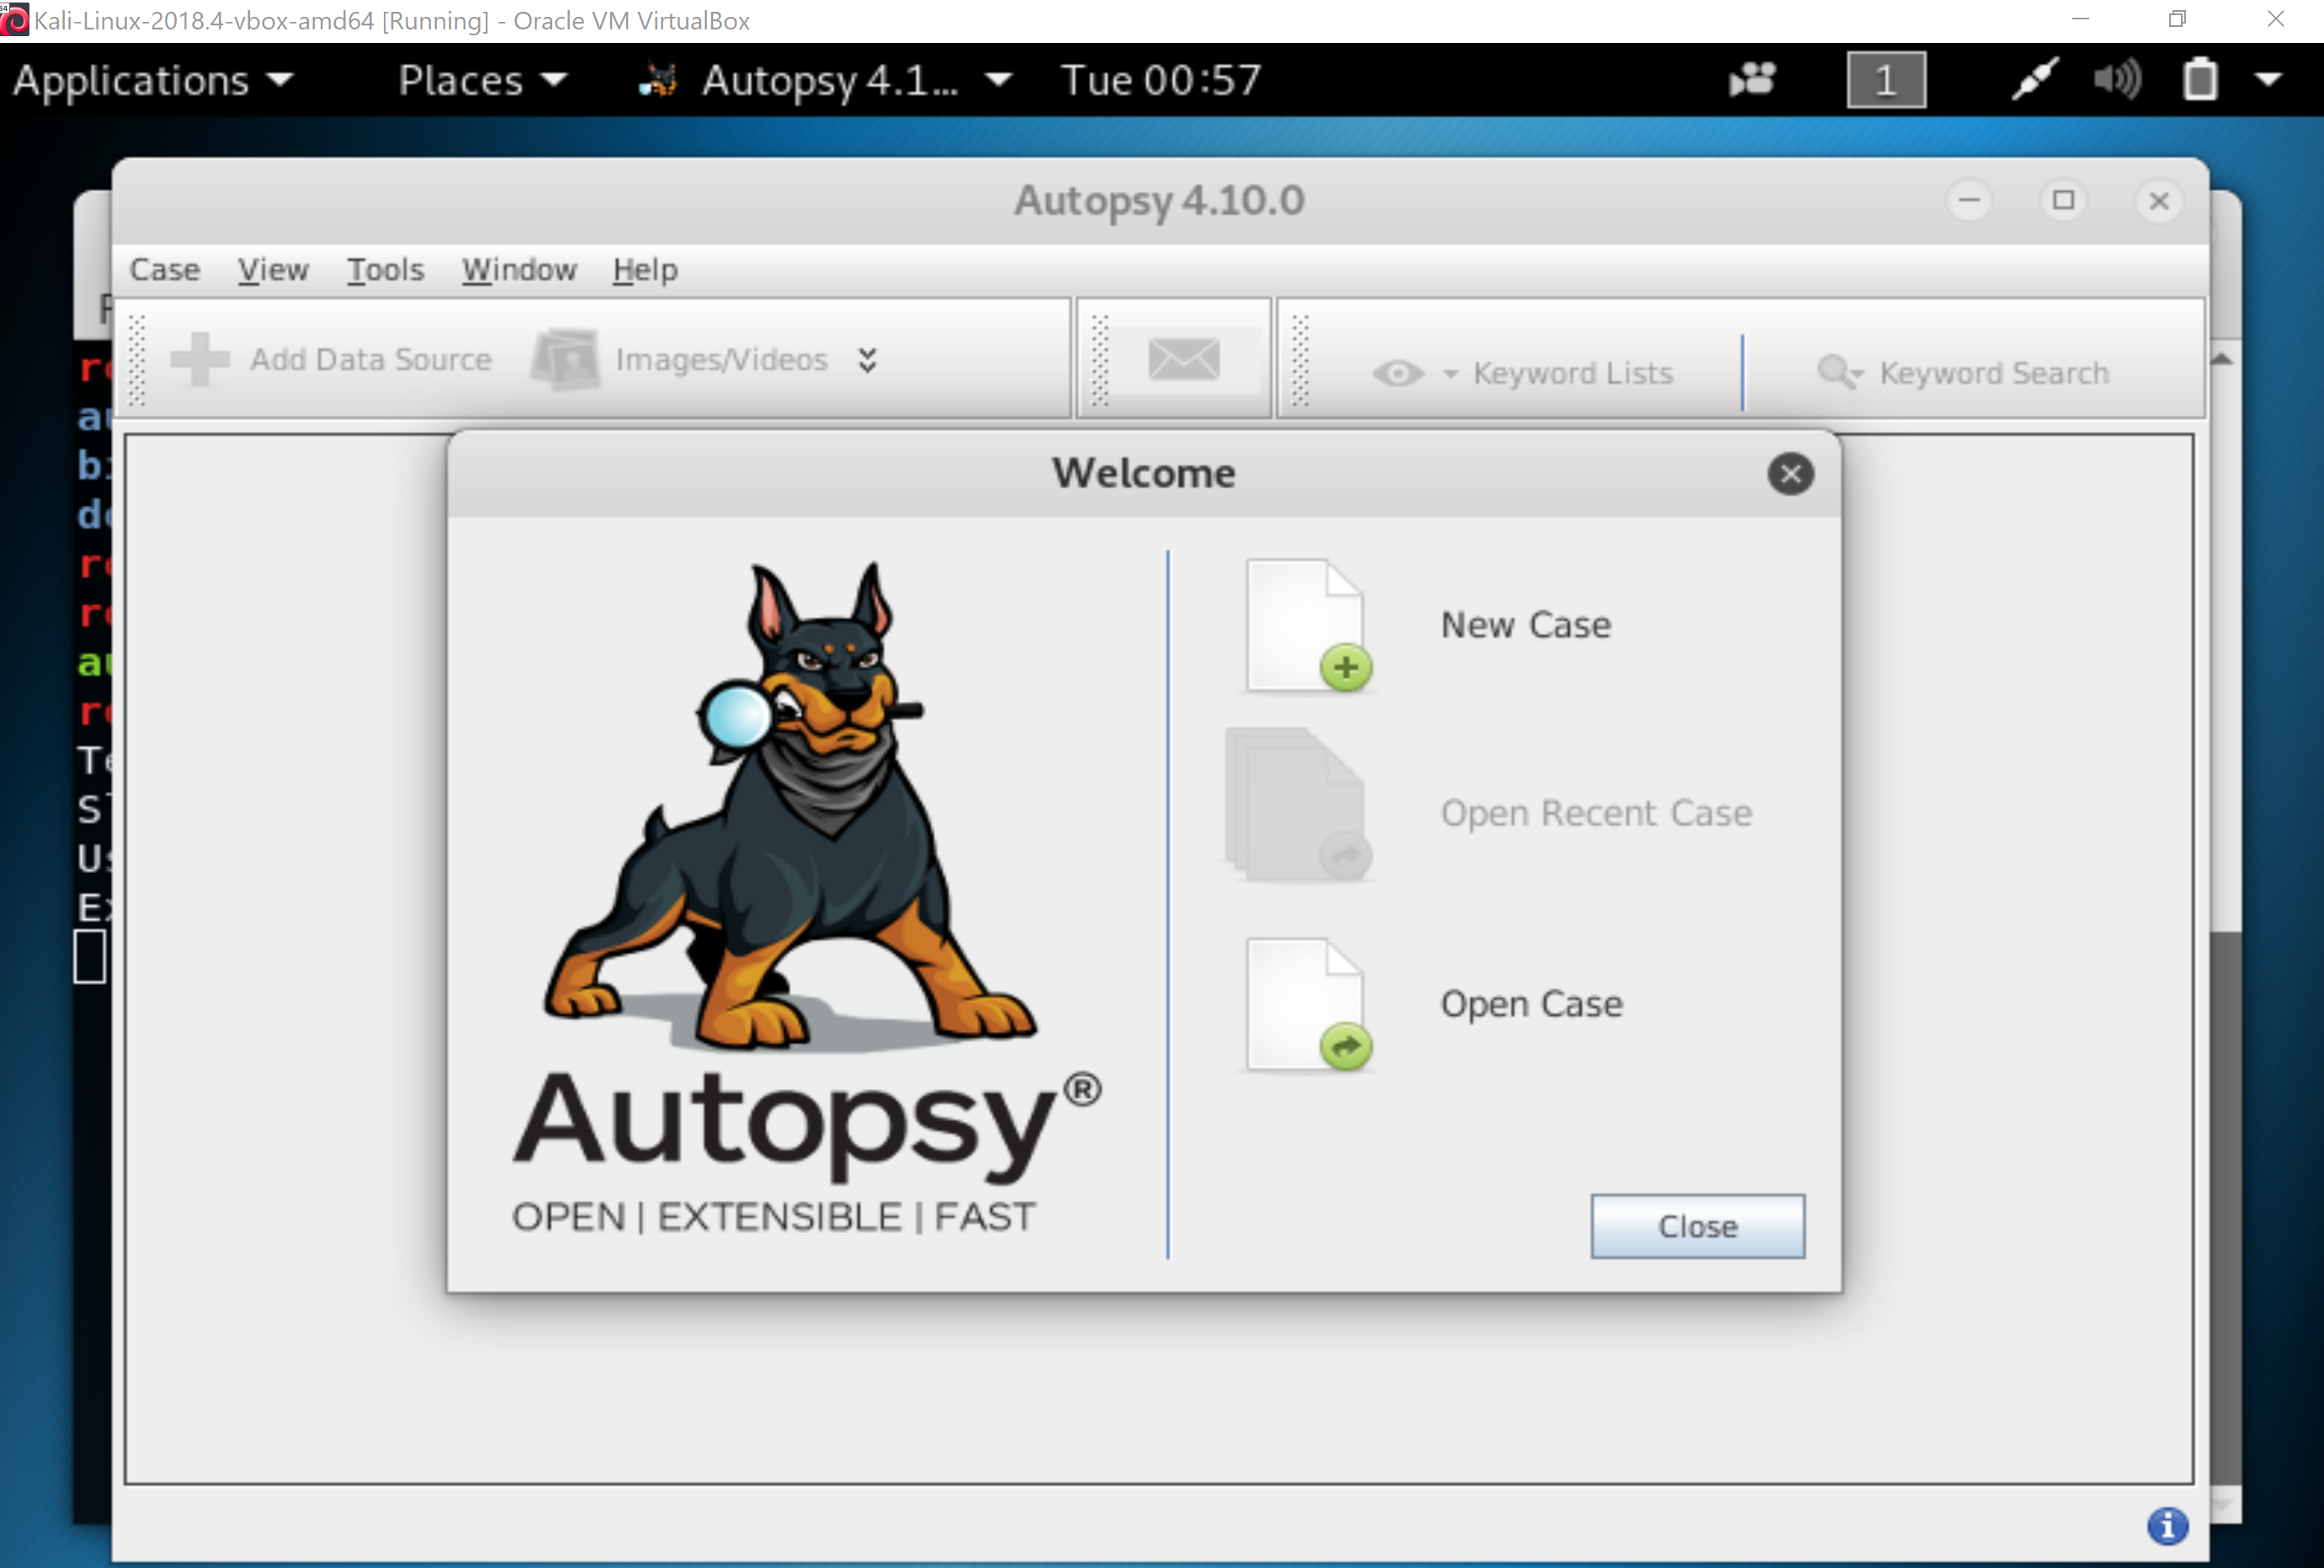 Kali-Linux-2018.4-vbox-amd64 [Running] - Oracle VM VirtualBox
Applications Places Autopsy 4.1... Tue 00:57 1
Autopsy 4.10.0
Case View Tools Window Help
Add Data Source Images/Videos Keyword Lists Keyword Search
Welcome
New Case
Open Recent Case
Open Case
Autopsy®
OPEN | EXTENSIBLE | FAST
Close